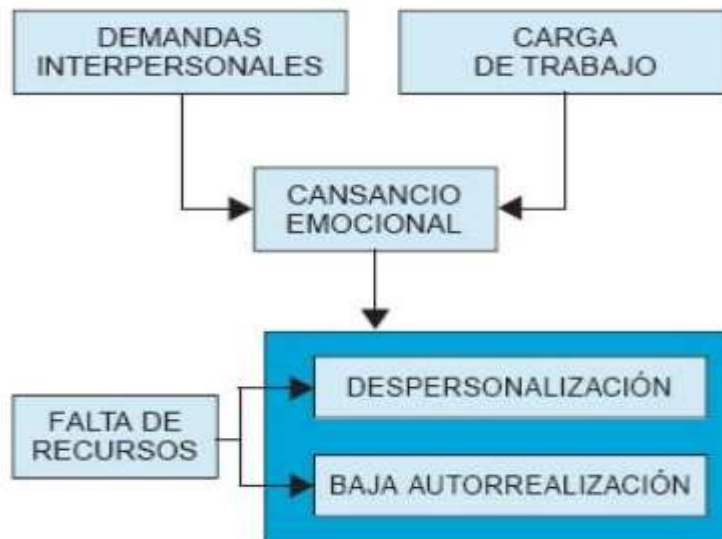 DEMANDAS
INTERPERSONALES
CARGA
DE TRABAJO
CANSANCIO
EMOCIONAL
DESPERSONALIZACIÓN
FALTA DE
RECURSOS
BAJA AUTORREALIZACIÓN